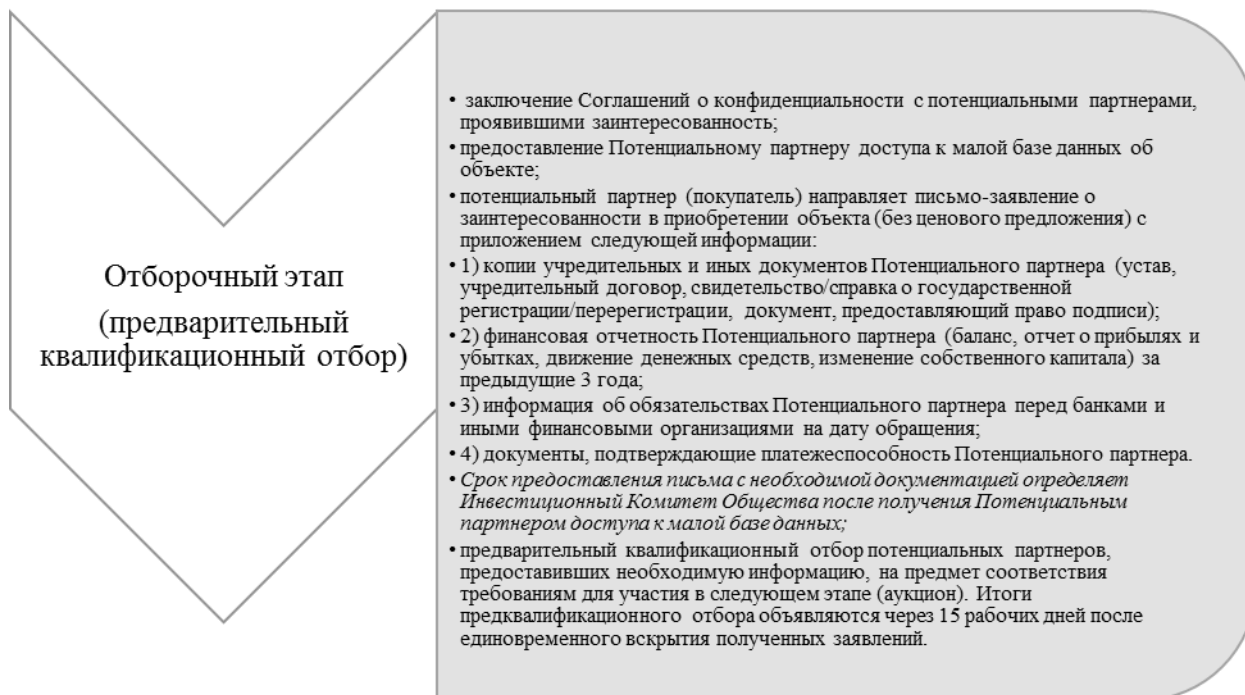 Отборочный этап
(предварительный
квалификационный отбор)
• заключение Соглашений о конфиденциальности с потенциальными партнерами,
проявившими заинтересованность;
• предоставление Потенциальному партнеру доступа к малой базе данных об
объекте;
• потенциальный партнер (покупатель) направляет письмо-заявление о
заинтересованности в приобретении объекта (без ценового предложения) с
приложением следующей информации:
• 1) копии учредительных и иных документов Потенциального партнера (устав,
учредительный договор, свидетельство/справка о государственной
регистрации/перерегистрации, документ, предоставляющий право подписи);
• 2) финансовая отчетность Потенциального партнера (баланс, отчет о прибылях и
убытках, движение денежных средств, изменение собственного капитала) за
предыдущие 3 года;
• 3) информация об обязательствах Потенциального партнера перед банками и
иными финансовыми организациями на дату обращения;
• 4) документы, подтверждающие платежеспособность Потенциального партнера.
• Срок предоставления письма с необходимой документацией определяет
Инвестиционный Комитет Общества после получения Потенциальным
партнером доступа к малой базе данных;
• предварительный квалификационный отбор потенциальных партнеров,
предоставивших необходимую информацию, на предмет соответствия
требованиям для участия в следующем этапе (аукцион). Итоги
предквалификационного отбора объявляются через 15 рабочих дней после
единовременного вскрытия полученных заявлений.